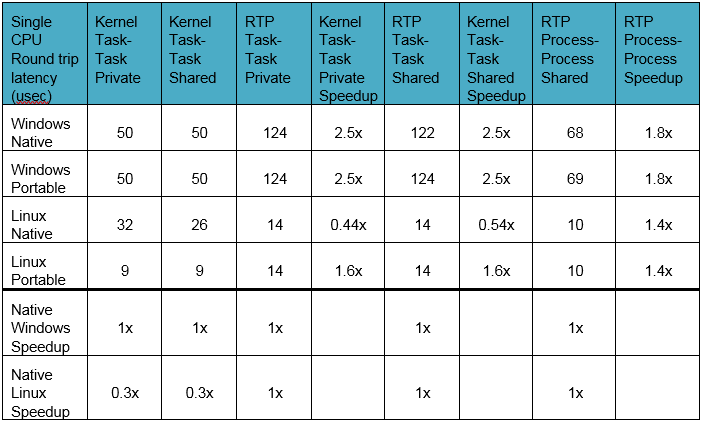 Single CPU Round trip latency (usec) | Kernel Task-Task Private | Kernel Task-Task Shared | RTP Task-Task Private | Kernel Task-Task Private Speedup | RTP Task-Task Shared | Kernel Task-Task Shared Speedup | RTP Process-Process Shared | RTP Process-Process Speedup
Windows Native | 50 | 50 | 124 | 2.5x | 122 | 2.5x | 68 | 1.8x
Windows Portable | 50 | 50 | 124 | 2.5x | 124 | 2.5x | 69 | 1.8x
Linux Native | 32 | 26 | 14 | 0.44x | 14 | 0.54x | 10 | 1.4x
Linux Portable | 9 | 9 | 14 | 1.6x | 14 | 1.6x | 10 | 1.4x
Native Windows Speedup | 1x | 1x | 1x | | 1x | | 1x |
Native Linux Speedup | 0.3x | 0.3x | 1x | | 1x | | 1x |